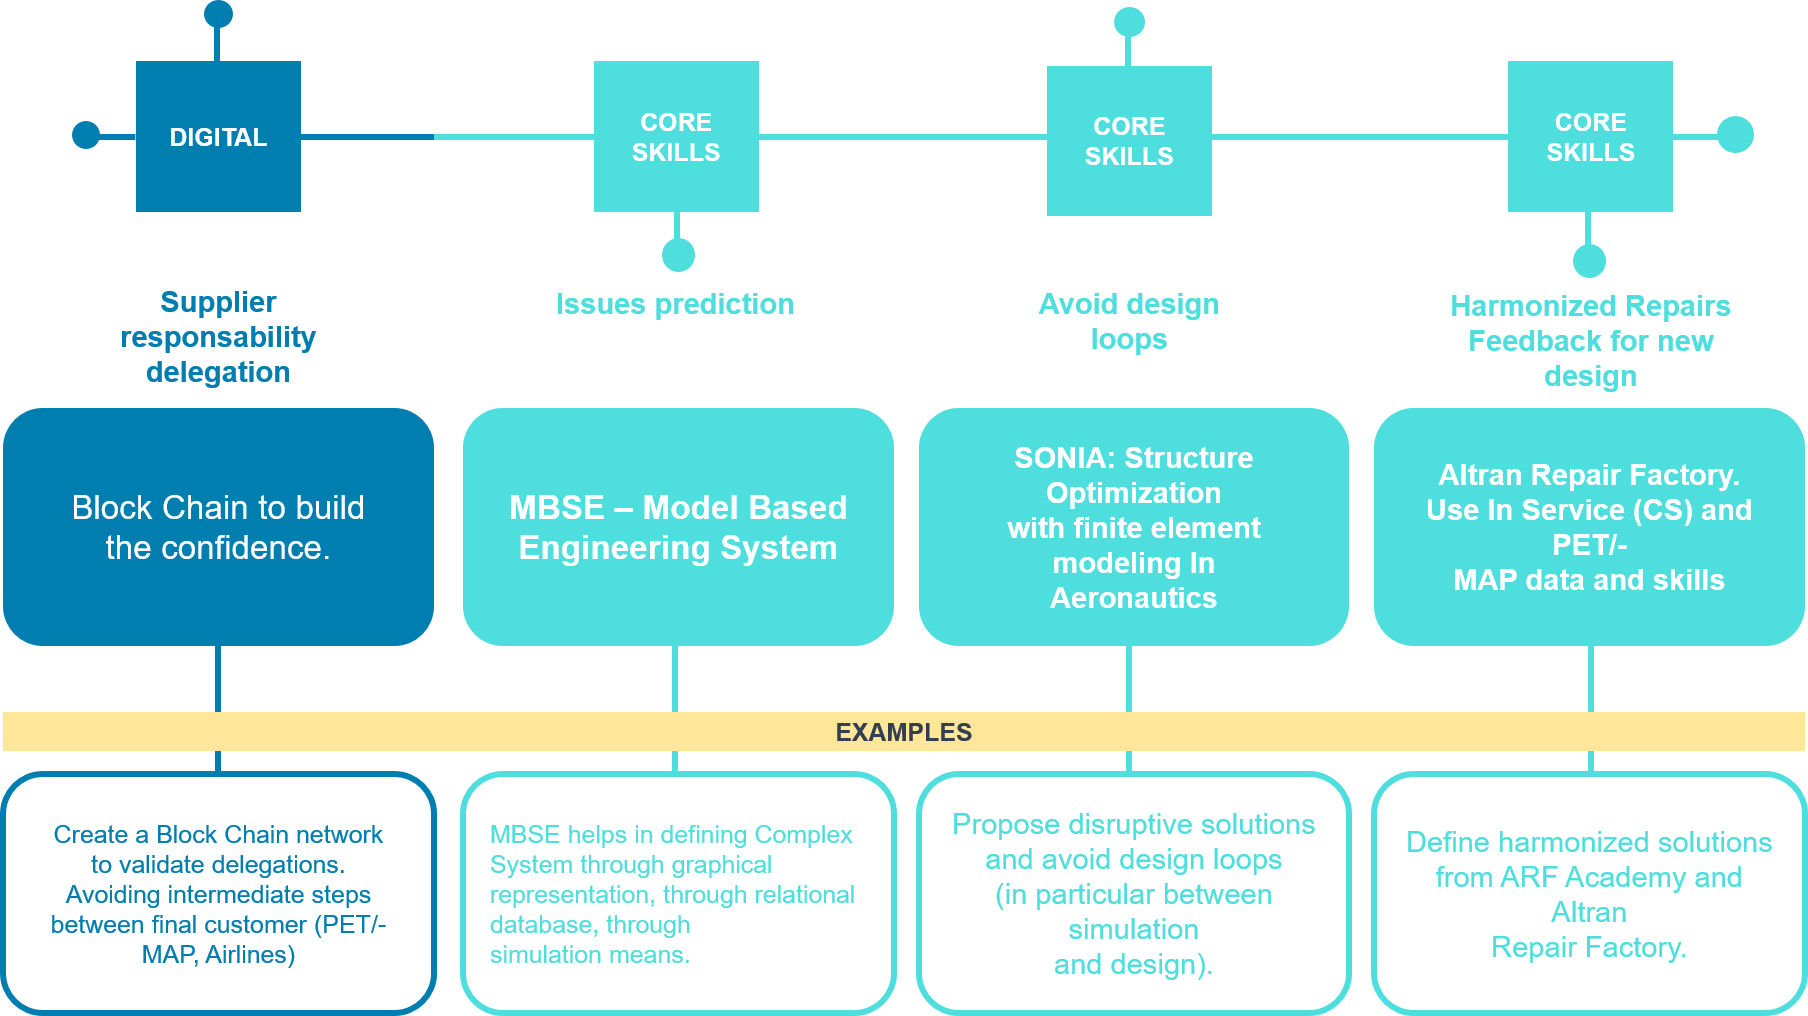 DIGITAL
CORE
SKILLS
CORE
SKILLS
CORE
SKILLS
Supplier
responsability
delegation
Issues prediction
Avoid design
loops
Harmonized Repairs
Feedback for new
design
Block Chain to build
the confidence.
MBSE – Model Based
Engineering System
SONIA: Structure
Optimization
with finite element
modeling In
Aeronautics
Altran Repair Factory.
Use In Service (CS) and
PET/-
MAP data and skills
EXAMPLES
Create a Block Chain network
to validate delegations.
Avoiding intermediate steps
between final customer (PET/-
MAP, Airlines)
MBSE helps in defining Complex
System through graphical
representation, through relational
database, through
simulation means.
Propose disruptive solutions
and avoid design loops
(in particular between
simulation
and design).
Define harmonized solutions
from ARF Academy and
Altran
Repair Factory.